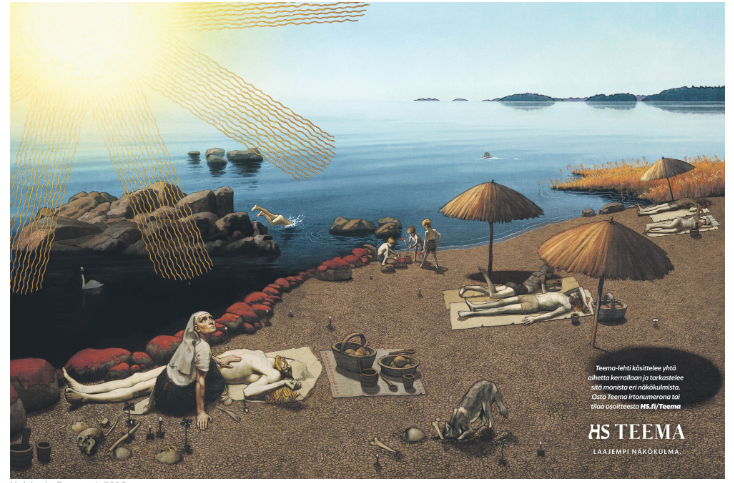 Teema-lehti käsittelee yhtä
aihetta kerrallaan ja tarkastelee
sitä monista eri näkökulmista.
Osta Teema irtonumerona tai
tilaa osoitteesta HS.fi/Teema
HS TEEMA
LAAJEMPI NÄKÖKULMA.